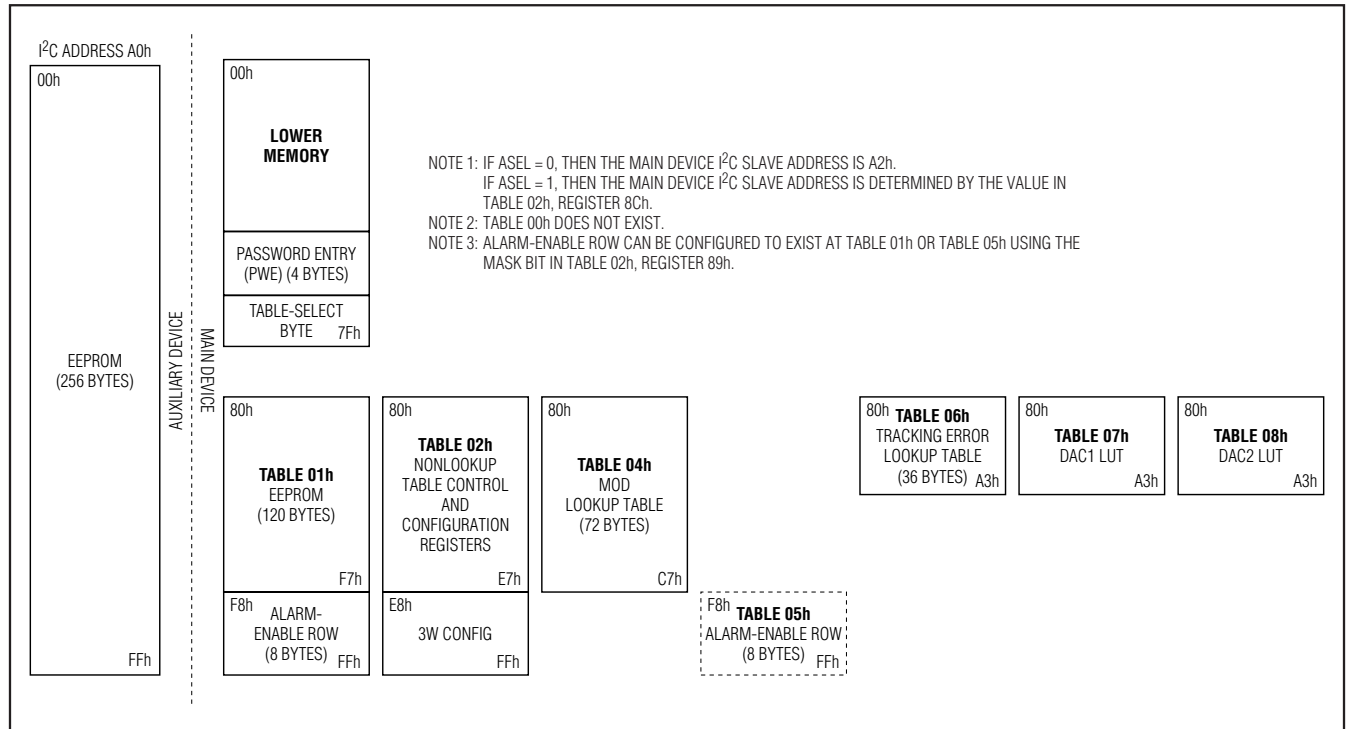 I2C ADDRESS A0h
00h
EEPROM
(256 BYTES)
FFh
AUXILIARY DEVICE
MAIN DEVICE
00h
LOWER
MEMORY
PASSWORD ENTRY
(PWE) (4 BYTES)
TABLE-SELECT
BYTE 7Fh
NOTE 1: IF ASEL = 0, THEN THE MAIN DEVICE I2C SLAVE ADDRESS IS A2h.
IF ASEL = 1, THEN THE MAIN DEVICE I2C SLAVE ADDRESS IS DETERMINED BY THE VALUE IN
TABLE 02h, REGISTER 8Ch.
NOTE 2: TABLE 00h DOES NOT EXIST.
NOTE 3: ALARM-ENABLE ROW CAN BE CONFIGURED TO EXIST AT TABLE 01h OR TABLE 05h USING THE
MASK BIT IN TABLE 02h, REGISTER 89h.
80h
TABLE 01h
EEPROM
(120 BYTES)
F7h
F8h ALARM-
ENABLE ROW
(8 BYTES) FFh
80h
TABLE 02h
NONLOOKUP
TABLE CONTROL
AND
CONFIGURATION
REGISTERS
E7h
E8h
3W CONFIG
FFh
80h
TABLE 04h
MOD
LOOKUP TABLE
(72 BYTES)
C7h
F8h TABLE 05h
ALARM-ENABLE ROW
(8 BYTES) FFh
80h TABLE 06h
TRACKING ERROR
LOOKUP TABLE
(36 BYTES) A3h
80h
TABLE 07h
DAC1 LUT
A3h
80h
TABLE 08h
DAC2 LUT
A3h